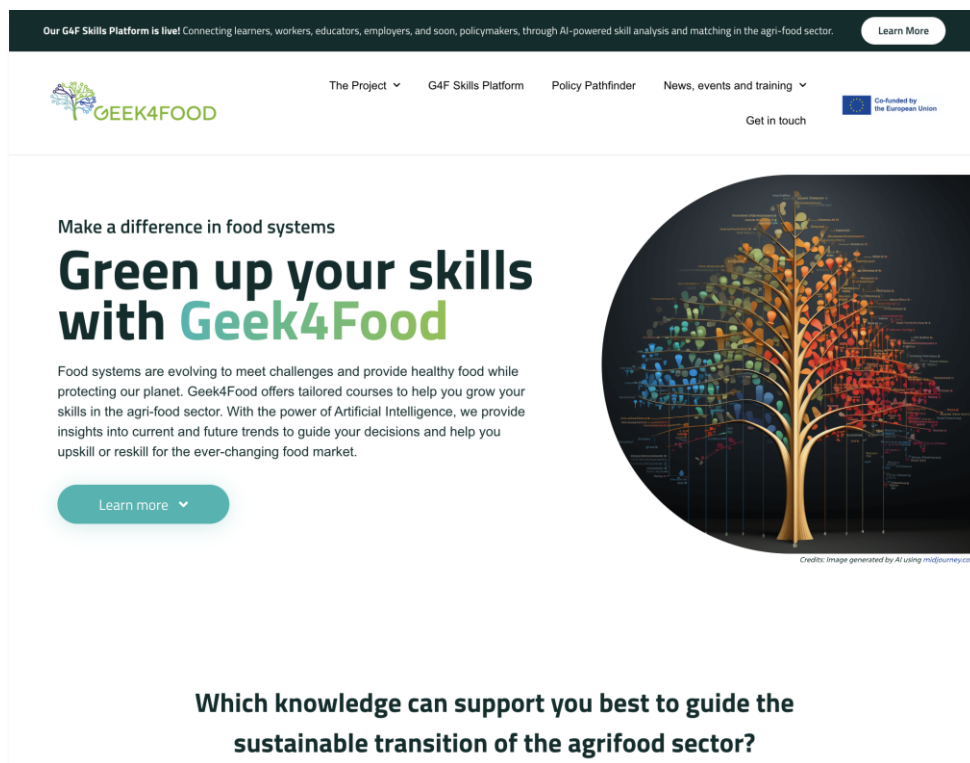 Our G4F Skills Platform is live! Connecting learners, workers, educators, employers, and soon, policymakers, through AI-powered skill analysis and matching in the agri-food sector.
Learn More
GEEK4FOOD
The Project
G4F Skills Platform
Policy Pathfinder
News, events and training
Get in touch
Co-funded by
the European Union
Make a difference in food systems
Green up your skills
with Geek4Food
Food systems are evolving to meet challenges and provide healthy food while
protecting our planet. Geek4Food offers tailored courses to help you grow your
skills in the agri-food sector. With the power of Artificial Intelligence, we provide
insights into current and future trends to guide your decisions and help you
upskill or reskill for the ever-changing food market.
Learn more
Credits: Image generated by AI using midjourney.co
Which knowledge can support you best to guide the
sustainable transition of the agrifood sector?